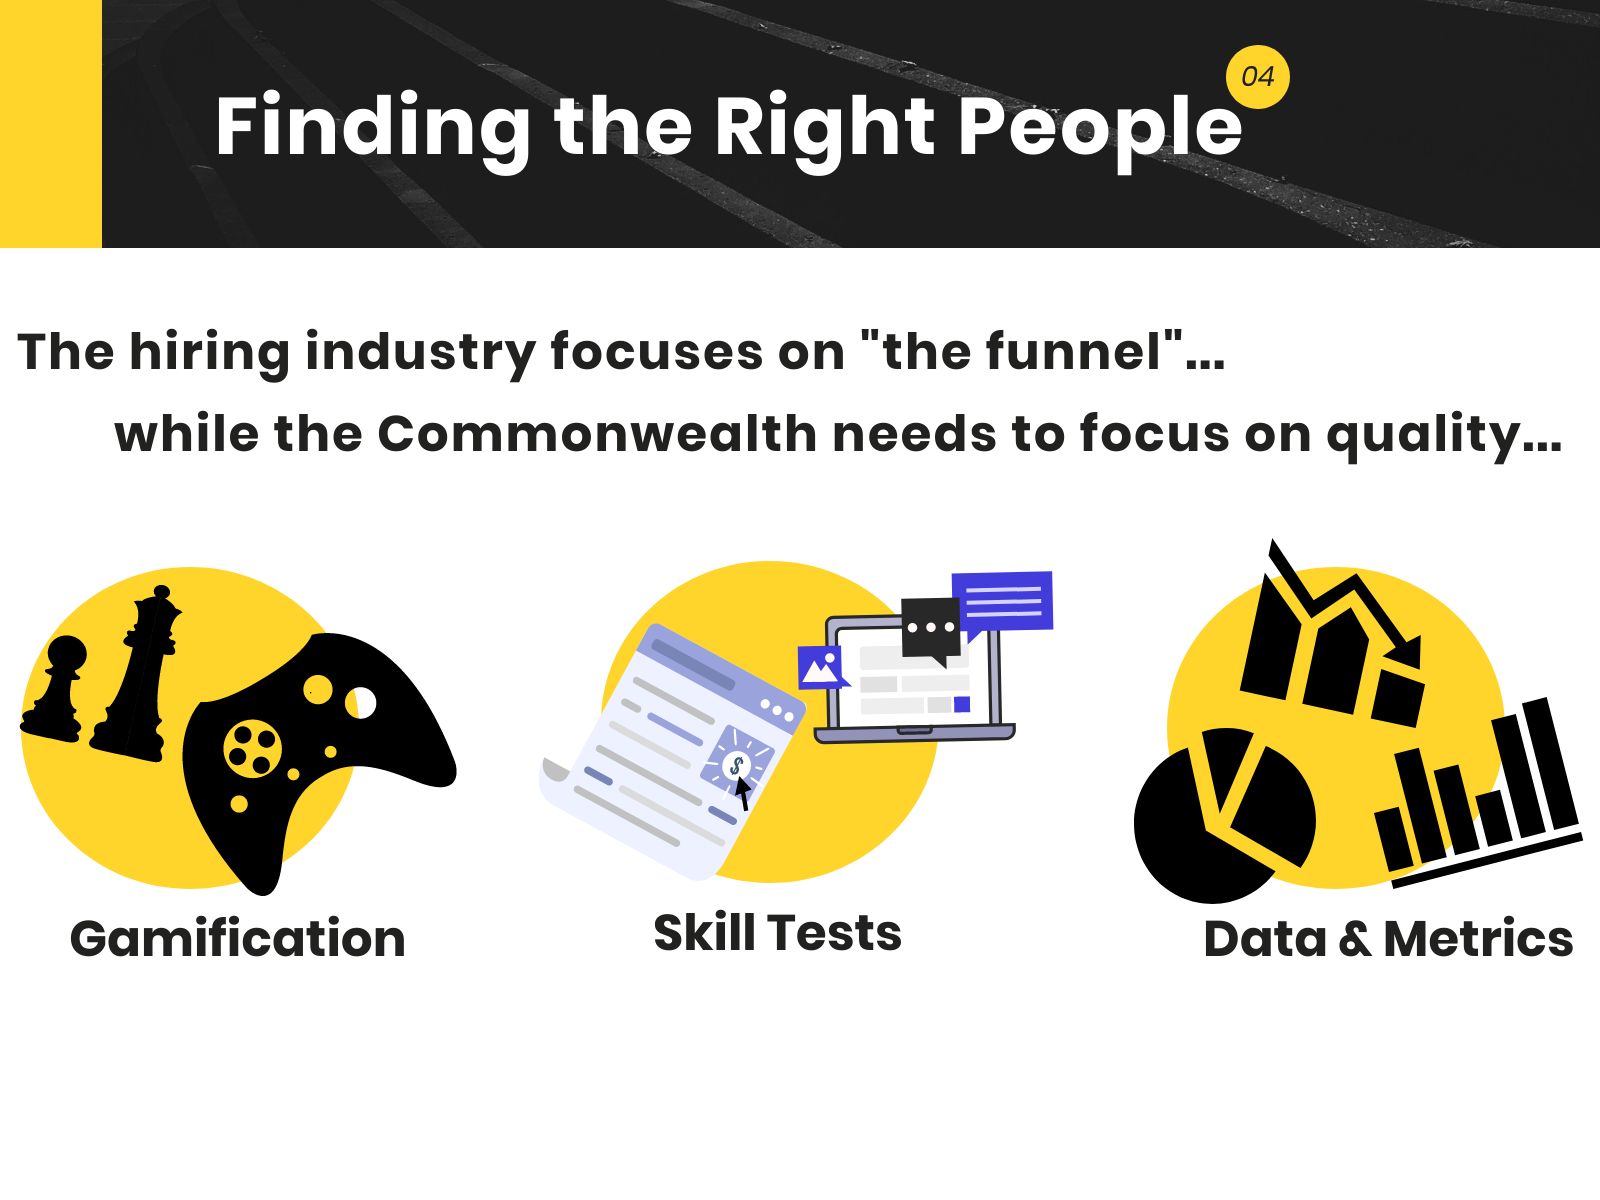 04
Finding the Right People
The hiring industry focuses on "the funnel"...
while the Commonwealth needs to focus on quality...
$
Gamification
Skill Tests
Data & Metrics